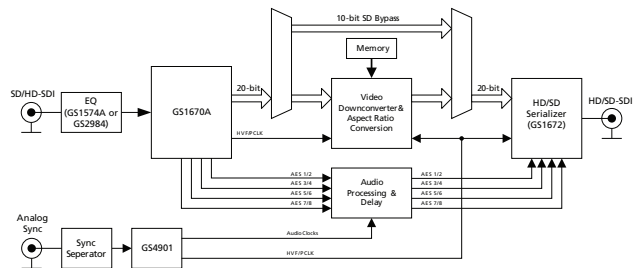 10-bit SD Bypass
Memory
SD/HD-SDI
EQ
(GS1574A or
GS2984)
GS1670A
20-bit
Video
Downconverter&
Aspect Ratio
Conversion
20-bit
HD/SD
Serializer
(GS1672)
HD/SD-SDI
HVF/PCLK
AES 1/2
AES 3/4
AES 5/6
AES 7/8
Audio
Processing &
Delay
AES 1/2
AES 3/4
AES 5/6
AES 7/8
Analog
Sync
Sync
Seperator
GS4901
AudioClocks
HVF/PCLK